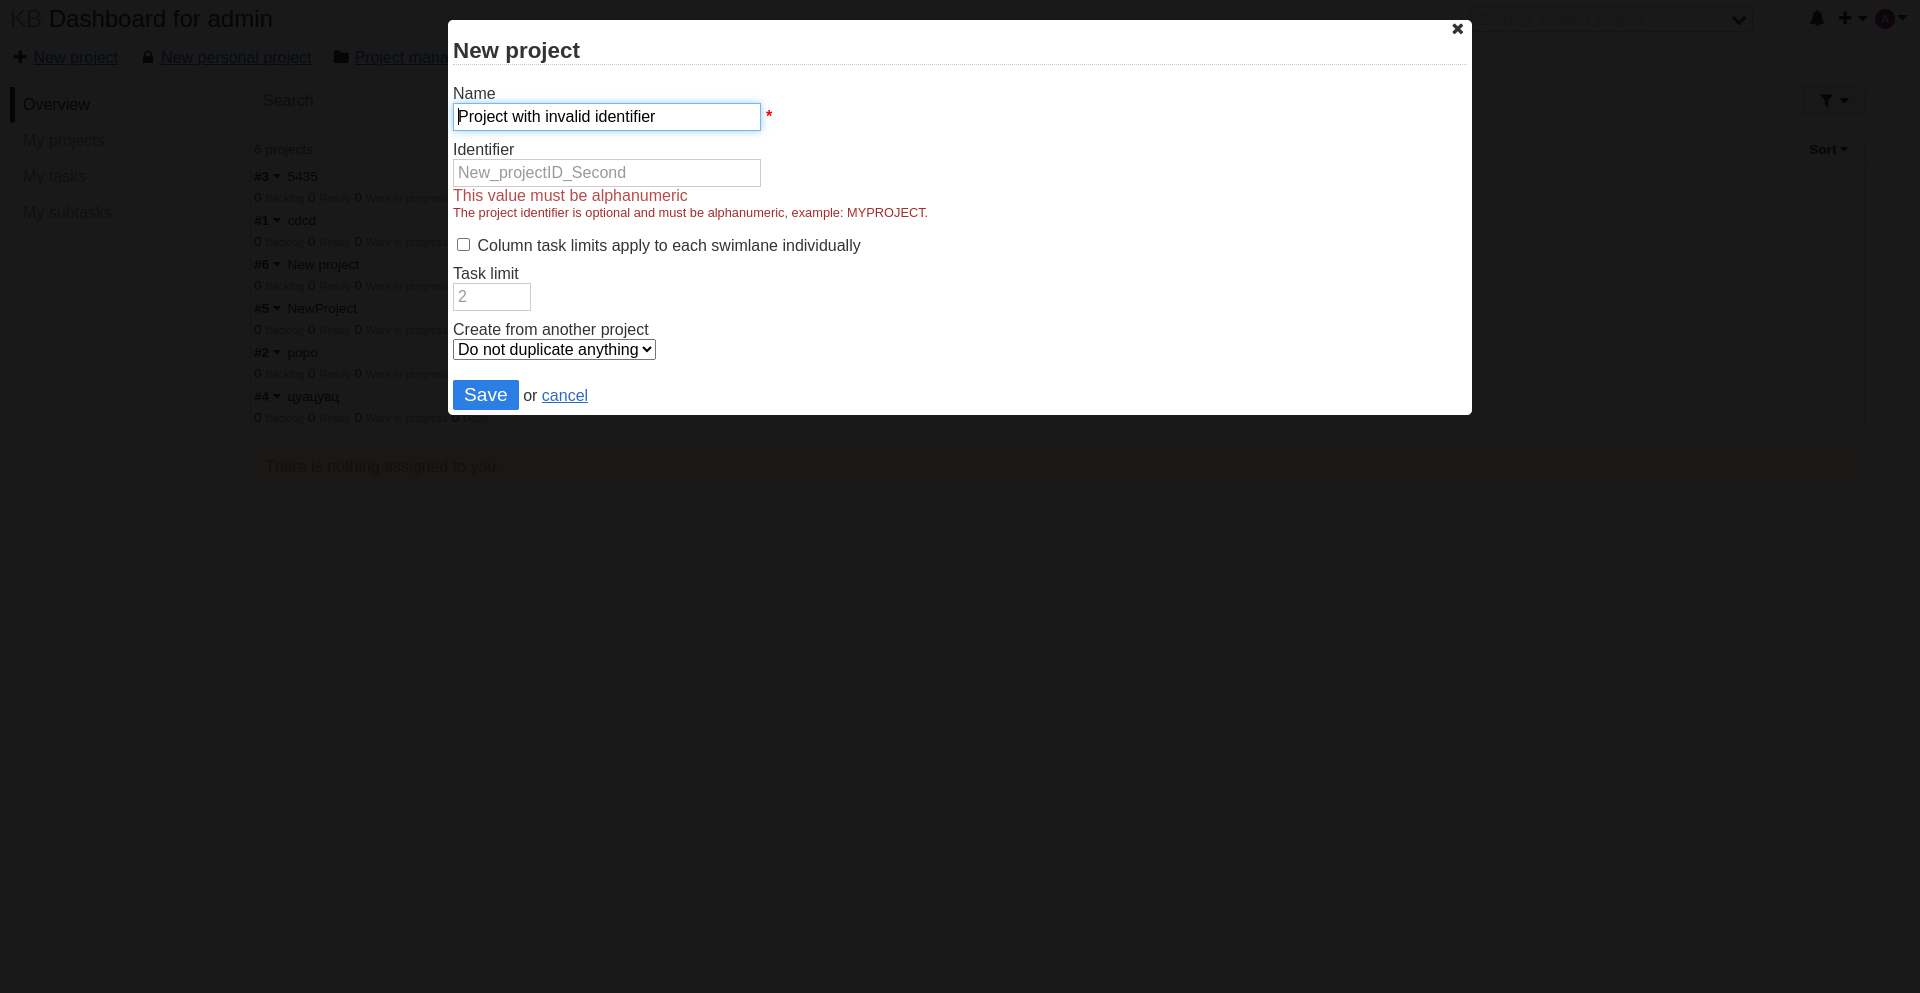 KB Dashboard for admin
New project New personal project Project mana
Overview
My projects
My tasks
My subtasks
Search
6 projects
Sort
#3 5435
0 Backlog 0 Ready 0 Work in progress
#1 cdcd
0 Backlog 0 Ready 0 Work in progress
#6 New project
0 Backlog 0 Ready 0 Work in progress
#5 NewProject
0 Backlog 0 Ready 0 Work in progress
#2 popo
0 Backlog 0 Ready 0 Work in progress
#4 цуацувц
0 Backlog 0 Ready 0 Work in progress 0 Done
There is nothing assigned to you.
New project
Name
Project with invalid identifier *
Identifier
New_projectID_Second
This value must be alphanumeric
The project identifier is optional and must be alphanumeric, example: MYPROJECT.
Column task limits apply to each swimlane individually
Task limit
2
Create from another project
Do not duplicate anything
Save or cancel
A